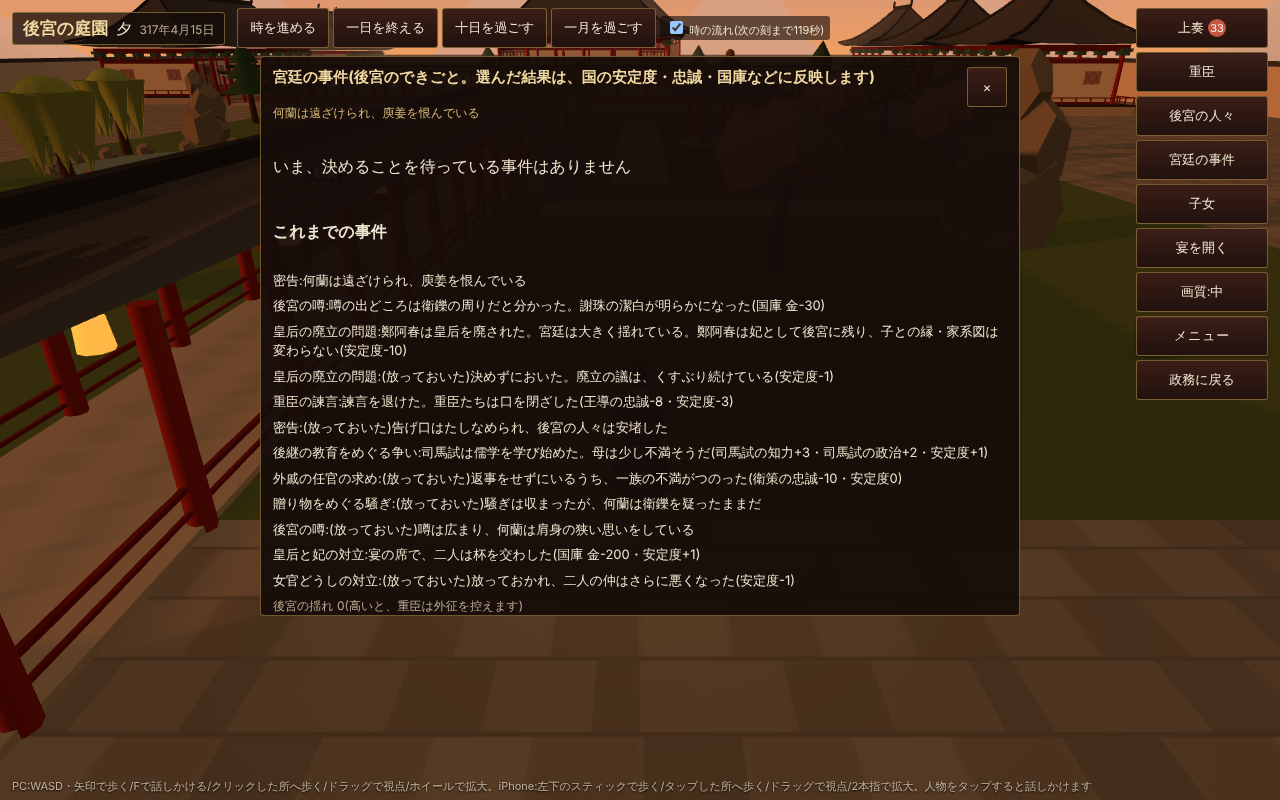 後宮の庭園 夕 317年4月15日
時を進める
一日を終える
十日を過ごす
一月を過ごす
時の流れ(次の刻まで119秒)
上奏 33
重臣
後宮の人々
宮廷の事件
子女
宴を開く
画質:中
メニュー
政務に戻る
宮廷の事件(後宮のできごと。選んだ結果は、国の安定度・忠誠・国庫などに反映します)
×
何蘭は遠ざけられ、庾姜を恨んでいる
いま、決めることを待っている事件はありません
これまでの事件
密告:何蘭は遠ざけられ、庾姜を恨んでいる
後宮の噂:噂の出どころは衛鑠の周りだと分かった。謝珠の潔白が明らかになった(国庫 金-30)
皇后の廃立の問題:鄭阿春は皇后を廃された。宮廷は大きく揺れている。鄭阿春は妃として後宮に残り、子との縁・家系図は
変わらない(安定度-10)
皇后の廃立の問題:(放っておいた)決めずにおいた。廃立の議は、くすぶり続けている(安定度-1)
重臣の諫言:諫言を退けた。重臣たちは口を閉ざした(王導の忠誠-8・安定度-3)
密告:(放っておいた)告げ口はたしなめられ、後宮の人々は安堵した
後継の教育をめぐる争い:司馬試は儒学を学び始めた。母は少し不満そうだ(司馬試の知力+3・司馬試の政治+2・安定度+1)
外戚の任官の求め:(放っておいた)返事をせずにいるうち、一族の不満がつのった(衛策の忠誠-10・安定度0)
贈り物をめぐる騒ぎ:(放っておいた)騒ぎは収まったが、何蘭は衛鑠を疑ったままだ
後宮の噂:(放っておいた)噂は広まり、何蘭は肩身の狭い思いをしている
皇后と妃の対立:宴の席で、二人は杯を交わした(国庫 金-200・安定度+1)
女官どうしの対立:(放っておいた)放っておかれ、二人の仲はさらに悪くなった(安定度-1)
後宮の揺れ 0(高いと、重臣は外征を控えます)
PC:WASD・矢印で歩く/Fで話しかける/クリックした所へ歩く/ドラッグで視点/ホイールで拡大。iPhone:左下のスティックで歩く/タップした所へ歩く/ドラッグで視点/2本指で拡大。人物をタップすると話しかけます